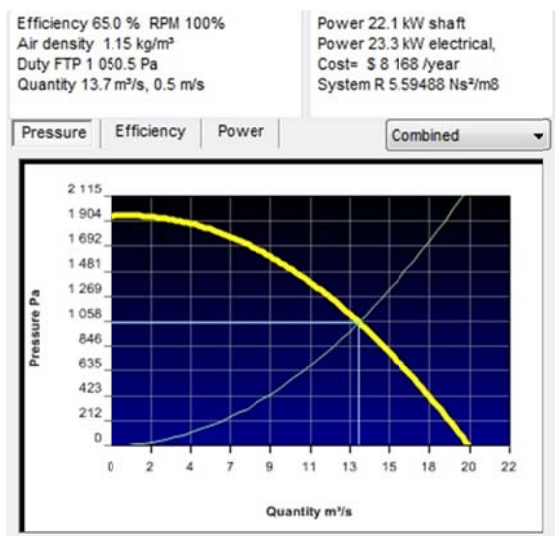 Efficiency 65.0 % RPM 100%
Air density 1.15 kg/m³
Duty FTP 1 050.5 Pa
Quantity 13.7 m³/s, 0.5 m/s
Power 22.1 kW shaft
Power 23.3 kW electrical,
Cost= $ 8 168 /year
System R 5.59488 Ns²/m8
Pressure Efficiency Power Combined
2 115
1 904
1 692
1 481
1 269
1 058
846
635
423
212
0
Pressure Pa
0 2 4 7 9 11 13 15 18 20 22
Quantity m³/s